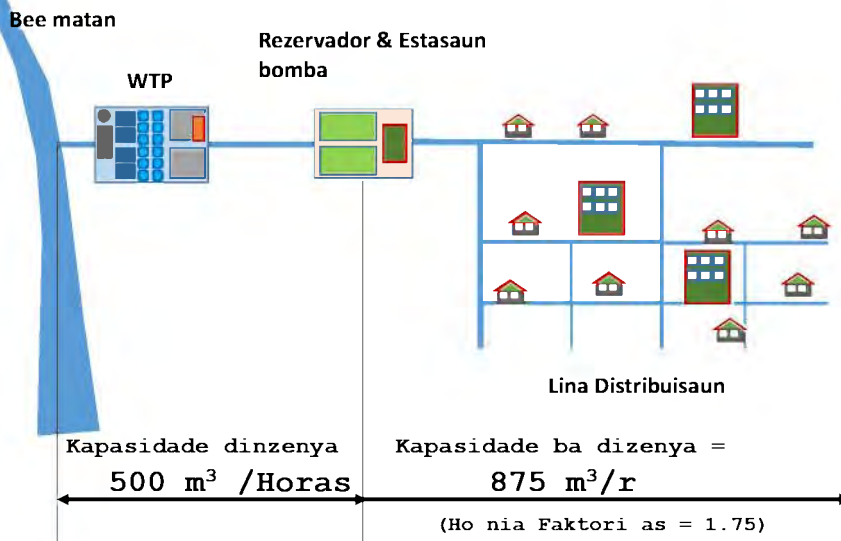 Bee matan
Rezervador & Estasaun
bomba
WTP
Lina Distribuisaun
Kapasidade dinzenya
500 m³ /Horas
Kapasidade ba dizenya =
875 m³/r
(Ho nia Faktori as = 1.75)